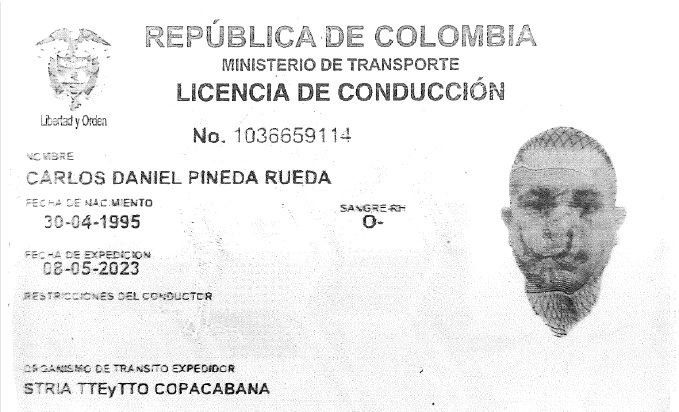 REPÚBLICA DE COLOMBIA
MINISTERIO DE TRANSPORTE
LICENCIA DE CONDUCCIÓN
Libertad y Orden
No. 1036659114
NOMBRE
CARLOS DANIEL PINEDA RUEDA
FECHA DE NACIMIENTO
30-04-1995
SANGRE-RH
O-
FECHA DE EXPEDICION
08-05-2023
RESTRICCIONES DEL CONDUCTOR
ORGANISMO DE TRANSITO EXPEDIDOR
STRIA TTEyTTO COPACABANA